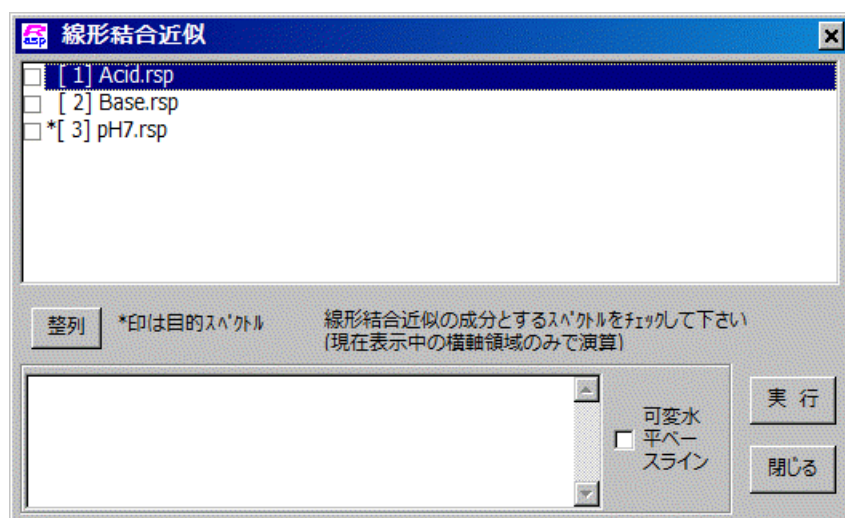 線形結合近似
[ 1] Acid.rsp
[ 2] Base.rsp
*[ 3] pH7.rsp
整列
*印は目的ｽﾍﾟｸﾄﾙ
線形結合近似の成分とするｽﾍﾟｸﾄﾙをﾁｪｯｸして下さい
(現在表示中の横軸領域のみで演算)
可変水
平ベー
スライン
実 行
閉じる